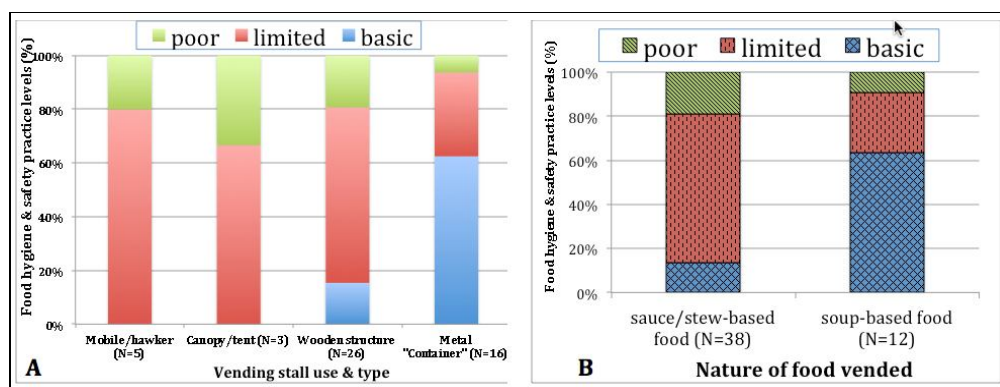 poor limited basic
Food hygiene & safety practice levels (%)
100%
80%
60%
40%
20%
0%
Mobile/hawker (N=5)
Canopy/tent (N=3)
Wooden structure (N=26)
Metal "Container" (N=16)
Vending stall use & type
A
poor limited basic
Food hygiene & safety practice levels (%)
100%
80%
60%
40%
20%
0%
sauce/stew-based food (N=38)
soup-based food (N=12)
Nature of food vended
B